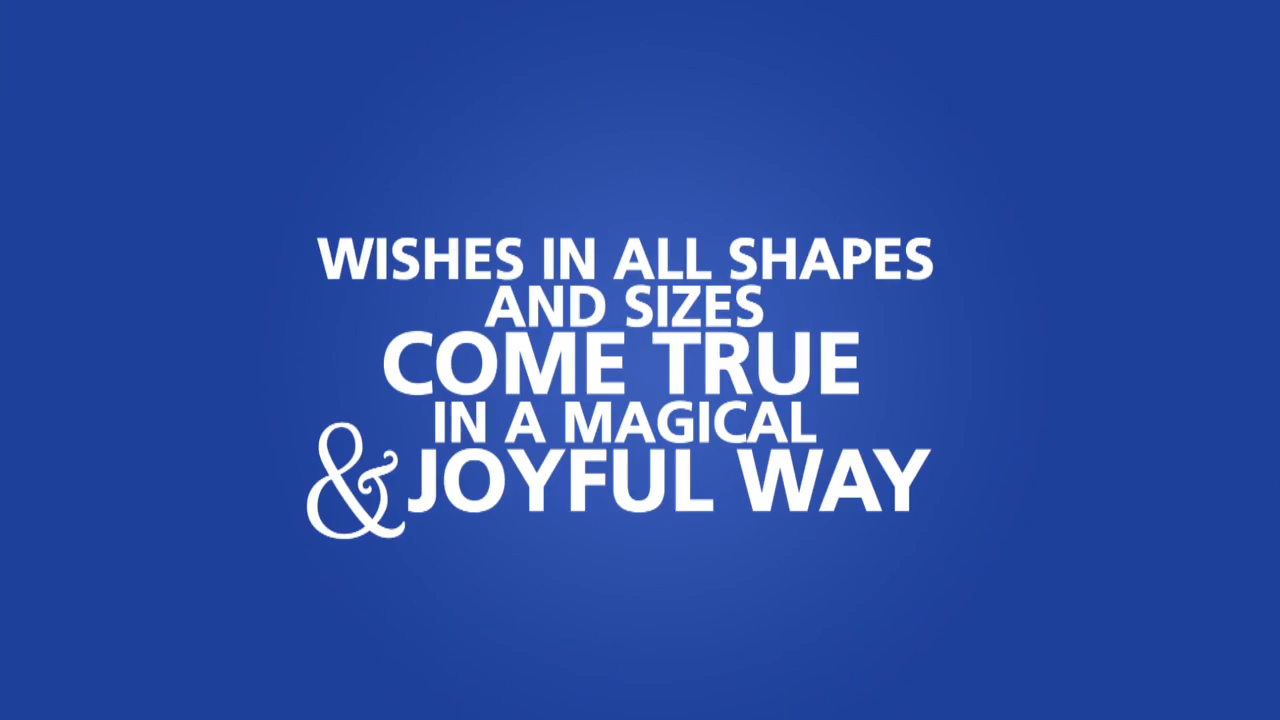 WISHES IN ALL SHAPES
AND SIZES
COME TRUE
IN A MAGICAL
& JOYFUL WAY